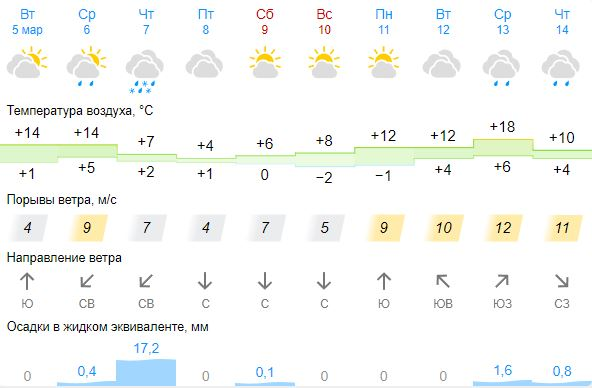 Вт Ср Чт Пт Сб Вс Пн Вт Ср Чт
5 мар 6 7 8 9 10 11 12 13 14
Температура воздуха, °C
+14 +14 +7 +4 +6 +8 +12 +12 +18 +10
+1 +5 +2 +1 0 −2 −1 +4 +6 +4
Порывы ветра, м/с
4 9 7 4 7 5 9 10 12 11
Направление ветра
Ю СВ СВ С С С Ю ЮВ ЮЗ СЗ
Осадки в жидком эквиваленте, мм
0 0,4 17,2 0 0,1 0 0 0 1,6 0,8